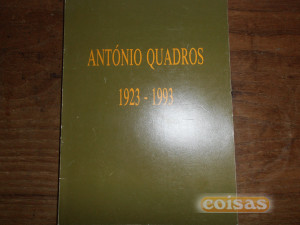 ANTÓNIO QUADROS
1923 - 1993
coisas